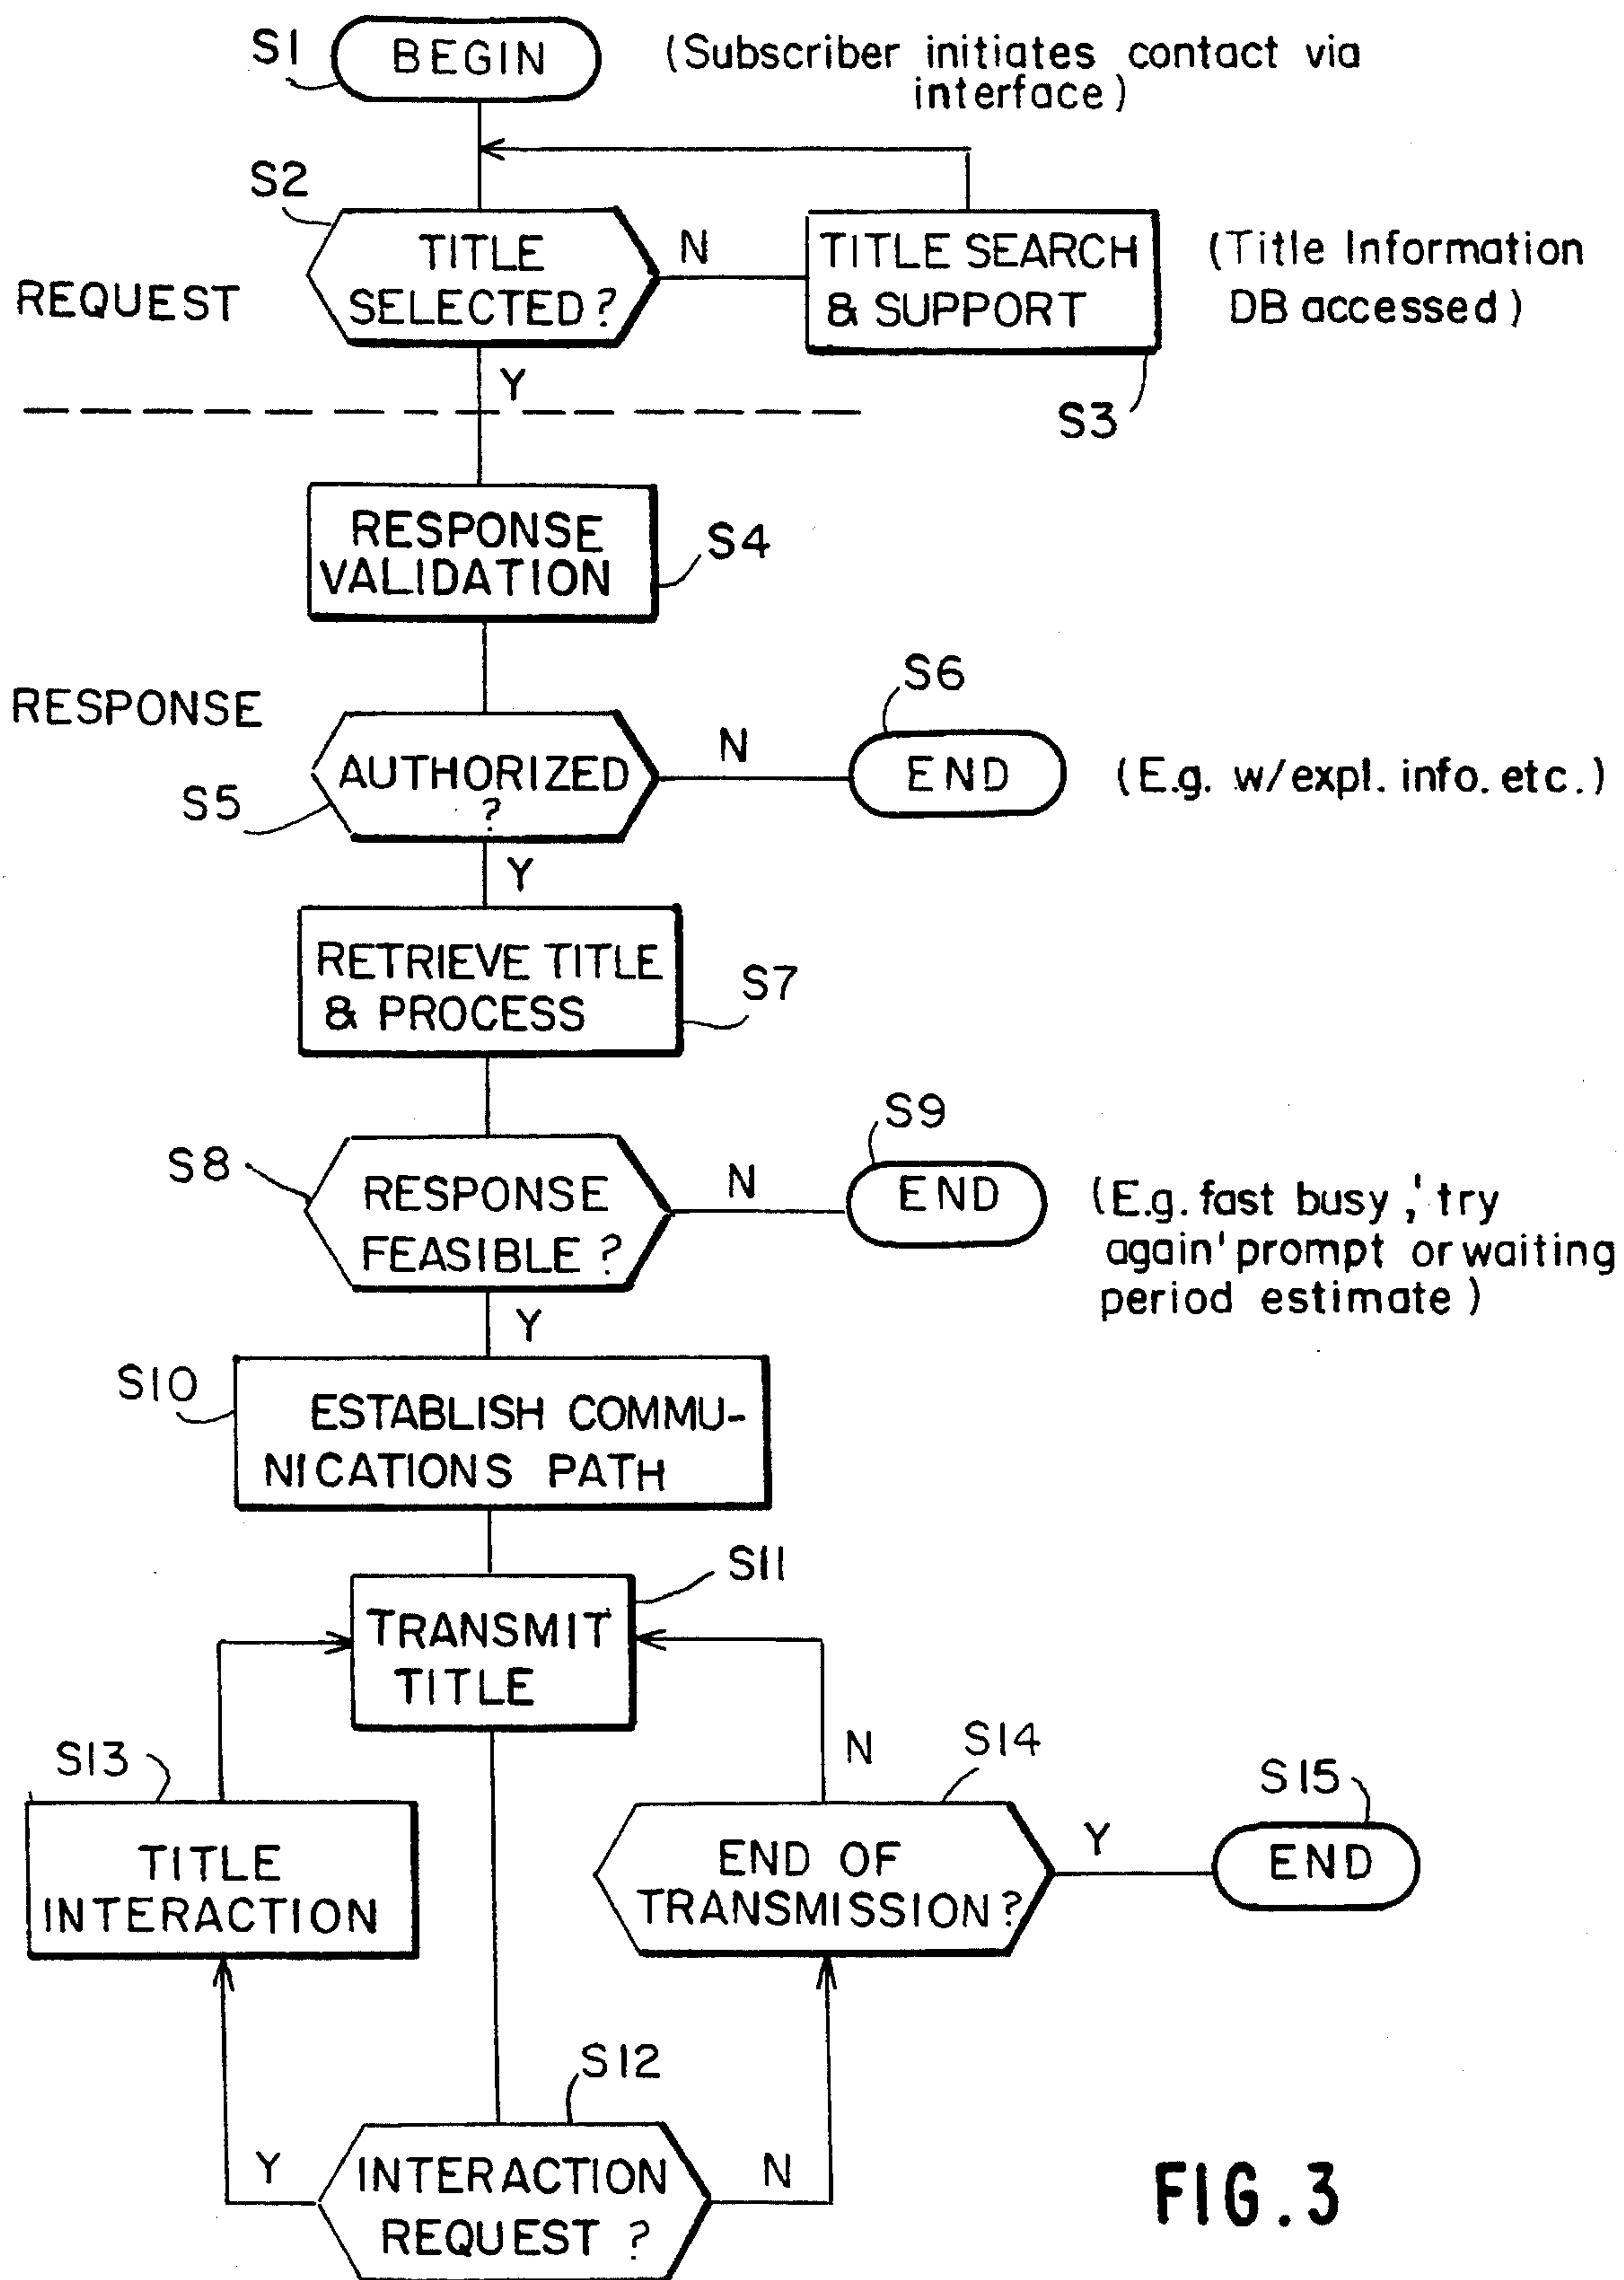 S1
BEGIN
(Subscriber initiates contact via
interface)
S2
TITLE
SELECTED?
N
TITLE SEARCH
& SUPPORT
(Title Information
DB accessed)
S3
REQUEST
Y
RESPONSE
VALIDATION
S4
RESPONSE
S5
AUTHORIZED
?
N
S6
END
(E.g. w/expl. info. etc.)
Y
RETRIEVE TITLE
& PROCESS
S7
S8
RESPONSE
FEASIBLE?
N
S9
END
(E.g. fast busy,'try
again' prompt or waiting
period estimate)
Y
S10
ESTABLISH COMMU-
NICATIONS PATH
S11
TRANSMIT
TITLE
S13
TITLE
INTERACTION
N
S14
END OF
TRANSMISSION?
Y
S15
END
S12
Y
INTERACTION
REQUEST ?
N
FIG.3